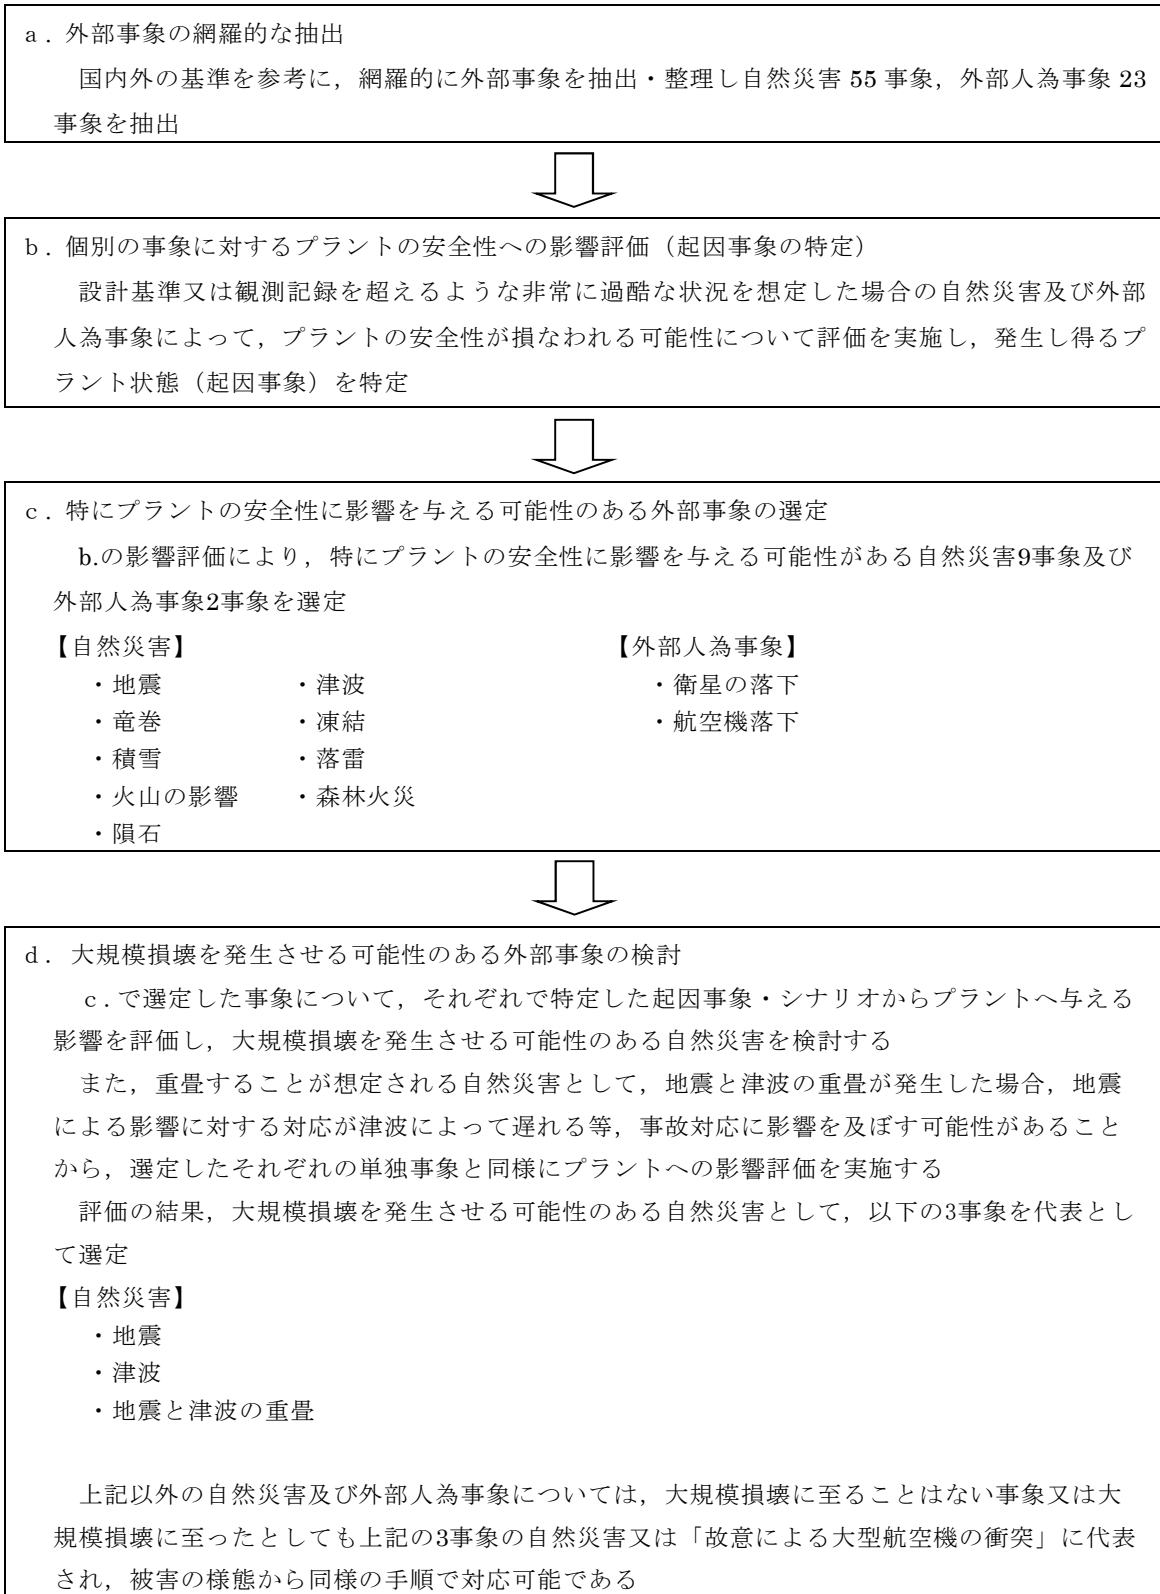 a．外部事象の網羅的な抽出
国内外の基準を参考に，網羅的に外部事象を抽出・整理し自然災害 55 事象，外部人為事象 23
事象を抽出
b．個別の事象に対するプラントの安全性への影響評価（起因事象の特定）
設計基準又は観測記録を超えるような非常に過酷な状況を想定した場合の自然災害及び外部
人為事象によって，プラントの安全性が損なわれる可能性について評価を実施し，発生し得るプ
ラント状態（起因事象）を特定
c．特にプラントの安全性に影響を与える可能性のある外部事象の選定
b.の影響評価により，特にプラントの安全性に影響を与える可能性がある自然災害9事象及び
外部人為事象2事象を選定
【自然災害】 【外部人為事象】
・地震 ・津波 ・衛星の落下
・竜巻 ・凍結 ・航空機落下
・積雪 ・落雷
・火山の影響 ・森林火災
・隕石
d．大規模損壊を発生させる可能性のある外部事象の検討
c．で選定した事象について，それぞれで特定した起因事象・シナリオからプラントへ与える
影響を評価し，大規模損壊を発生させる可能性のある自然災害を検討する
また，重畳することが想定される自然災害として，地震と津波の重畳が発生した場合，地震
による影響に対する対応が津波によって遅れる等，事故対応に影響を及ぼす可能性があること
から，選定したそれぞれの単独事象と同様にプラントへの影響評価を実施する
評価の結果，大規模損壊を発生させる可能性のある自然災害として，以下の3事象を代表とし
て選定
【自然災害】
・地震
・津波
・地震と津波の重畳
上記以外の自然災害及び外部人為事象については，大規模損壊に至ることはない事象又は大
規模損壊に至ったとしても上記の3事象の自然災害又は「故意による大型航空機の衝突」に代表
され，被害の様態から同様の手順で対応可能である